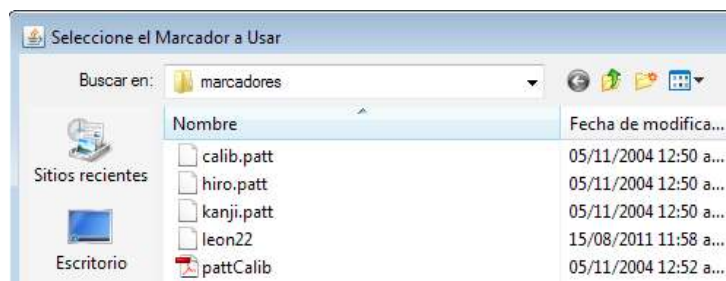 Seleccione el Marcador a Usar
Buscar en: marcadores
Nombre Fecha de modifica...
Sitios recientes
Escritorio
calib.patt 05/11/2004 12:50 a...
hiro.patt 05/11/2004 12:50 a...
kanji.patt 05/11/2004 12:50 a...
leon22 15/08/2011 11:58 a...
pattCalib 05/11/2004 12:52 a...